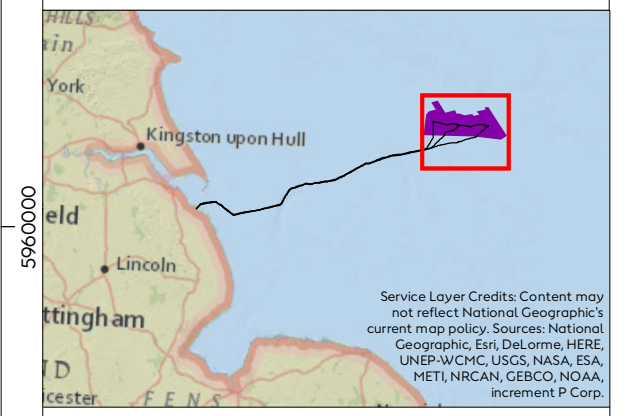 HILLS
ain
York
Kingston upon Hull
5960000
eld
Lincoln
ttingham
Service Layer Credits: Content may
not reflect National Geographic's
current map policy. Sources: National
Geographic, Esri, DeLorme, HERE,
UNEP-WCMC, USGS, NASA, ESA,
METI, NRCAN, GEBCO, NOAA,
increment P Corp.
ND
icester
FENS